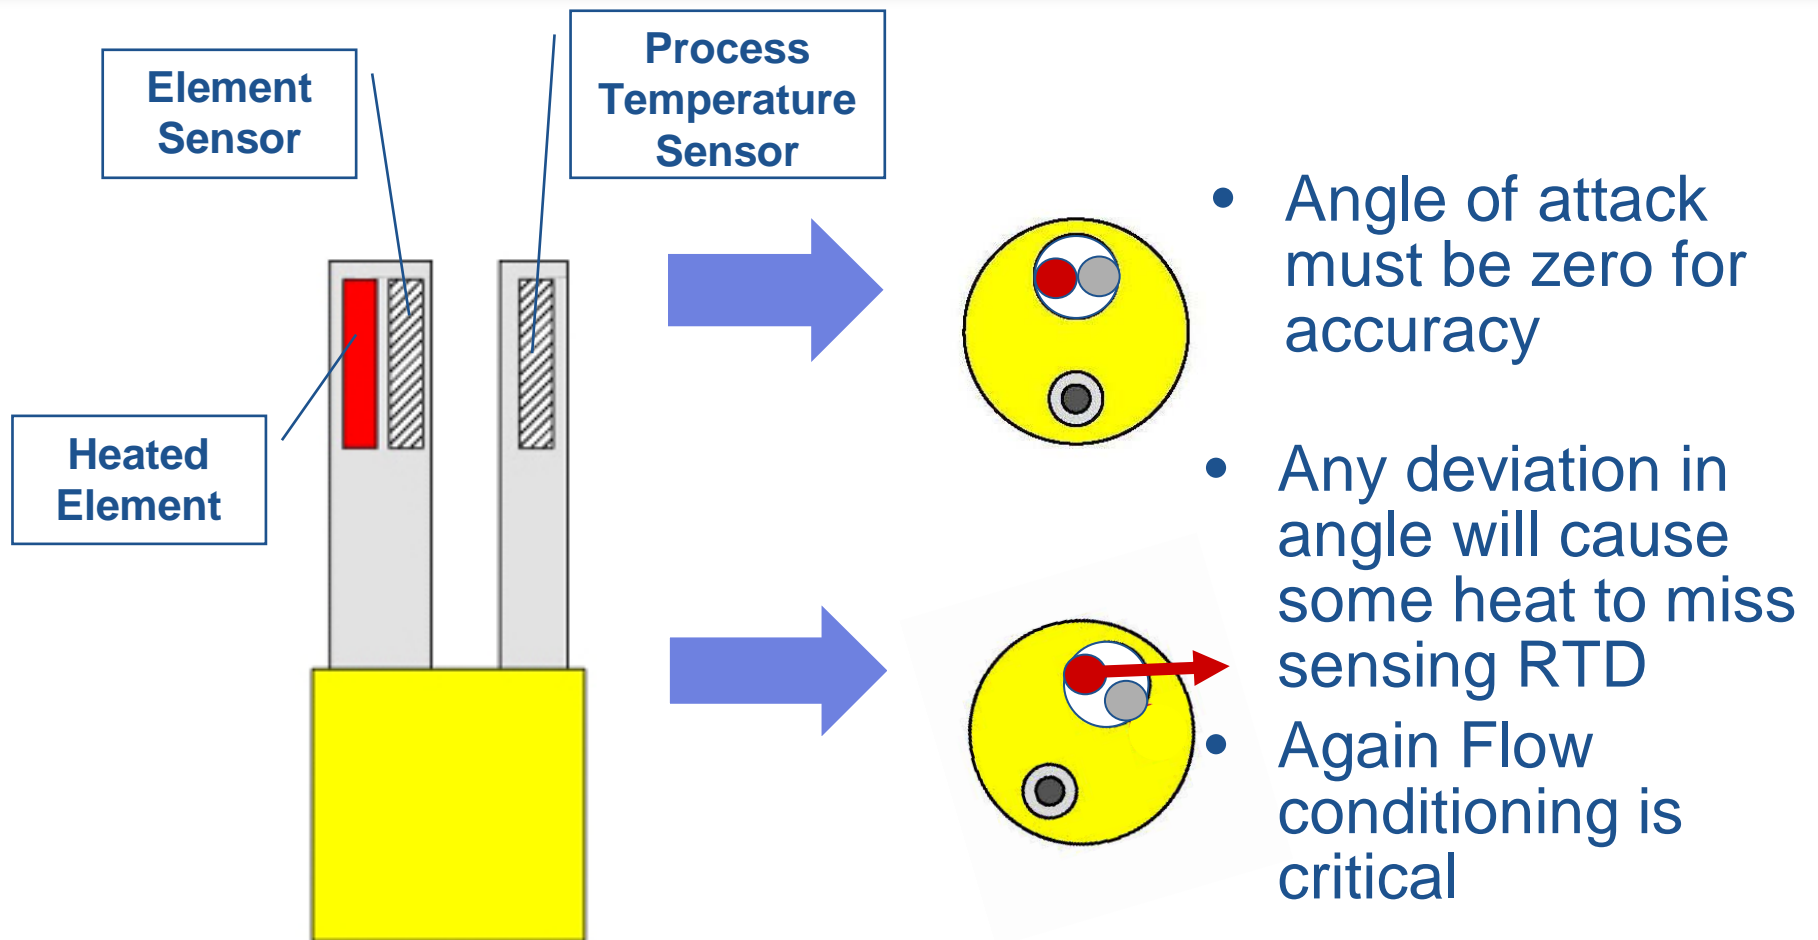 Element
Sensor
Process
Temperature
Sensor
Heated
Element
• Angle of attack
must be zero for
accuracy
• Any deviation in
angle will cause
some heat to miss
sensing RTD
• Again Flow
conditioning is
critical